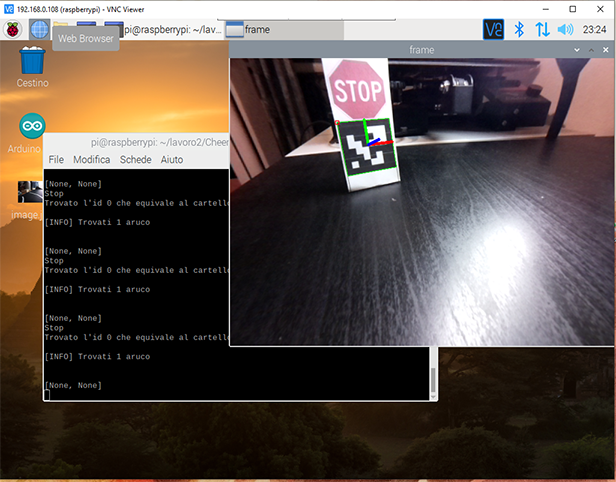 192.168.0.108 (raspberrypi) - VNC Viewer
pi@raspberrypi: ~/lavo...
frame
23:24
Web Browser
frame
Cestino
STOP
Arduino
pi@raspberrypi: ~/lavoro2/Cheer
File Modifica Schede Aiuto
image
[None, None]
Stop
Trovato l'id 0 che equivale al cartello
[INFO] Trovati 1 aruco
[None, None]
Stop
Trovato l'id 0 che equivale al cartello
[INFO] Trovati 1 aruco
[None, None]
Stop
Trovato l'id 0 che equivale al cartello
[INFO] Trovati 1 aruco
[None, None]